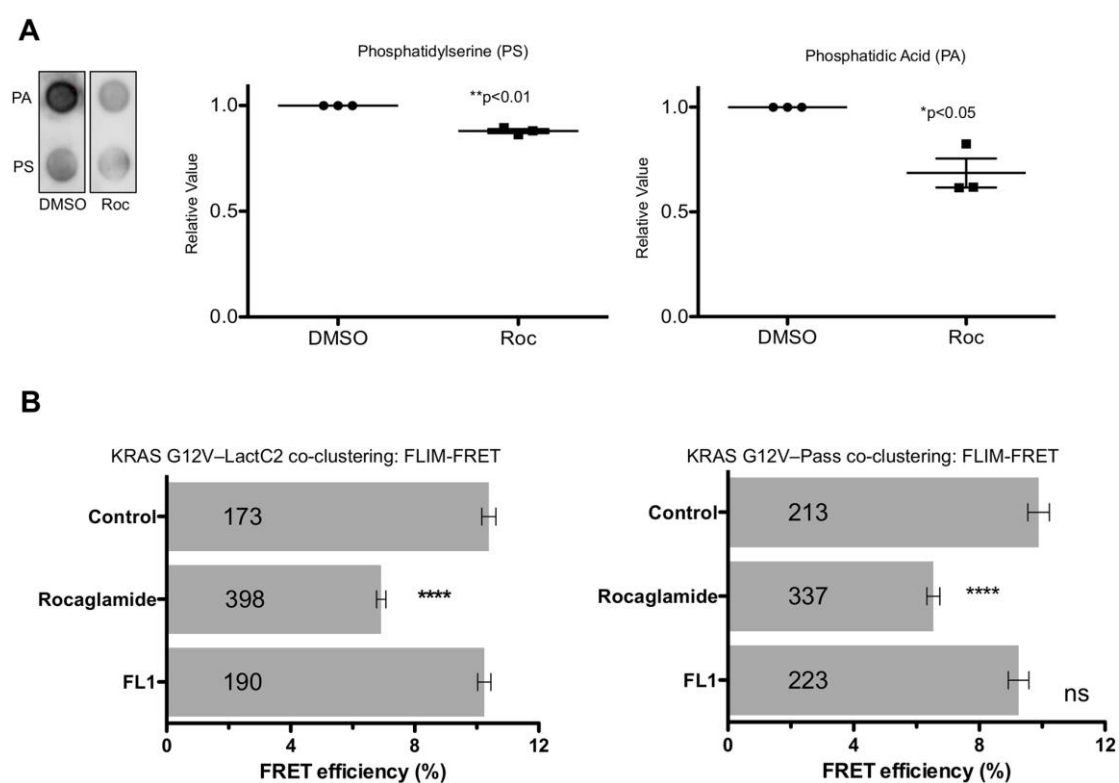 A
PA
PS
DMSO
Roc
Phosphatidylserine (PS)
Relative Value
1.0
0.5
0.0
**p<0.01
DMSO
Roc
Phosphatidic Acid (PA)
Relative Value
1.0
0.5
0.0
*p<0.05
DMSO
Roc
B
KRAS G12V–LactC2 co-clustering: FLIM-FRET
Control
173
Rocaglamide
398
****
FL1
190
0
4
8
12
FRET efficiency (%)
KRAS G12V–Pass co-clustering: FLIM-FRET
Control
213
Rocaglamide
337
****
FL1
223
ns
0
2
4
6
8
10
12
FRET efficiency (%)